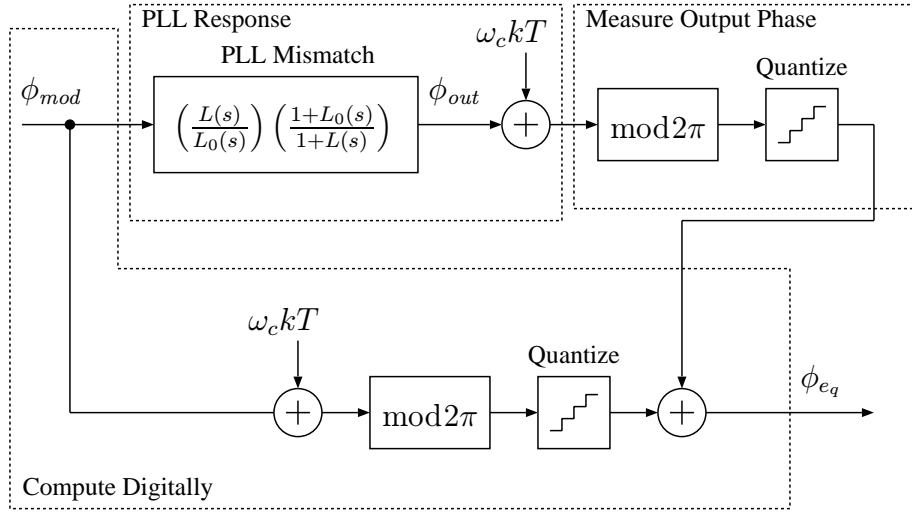 PLL Response
Measure Output Phase
PLL Mismatch
ω_c kT
Quantize
ϕ_mod
(L(s)/L_0(s)) (1+L_0(s)/1+L(s))
ϕ_out
+
mod2π
ω_c kT
Quantize
ϕ_{e_q}
+
mod2π
+
Compute Digitally